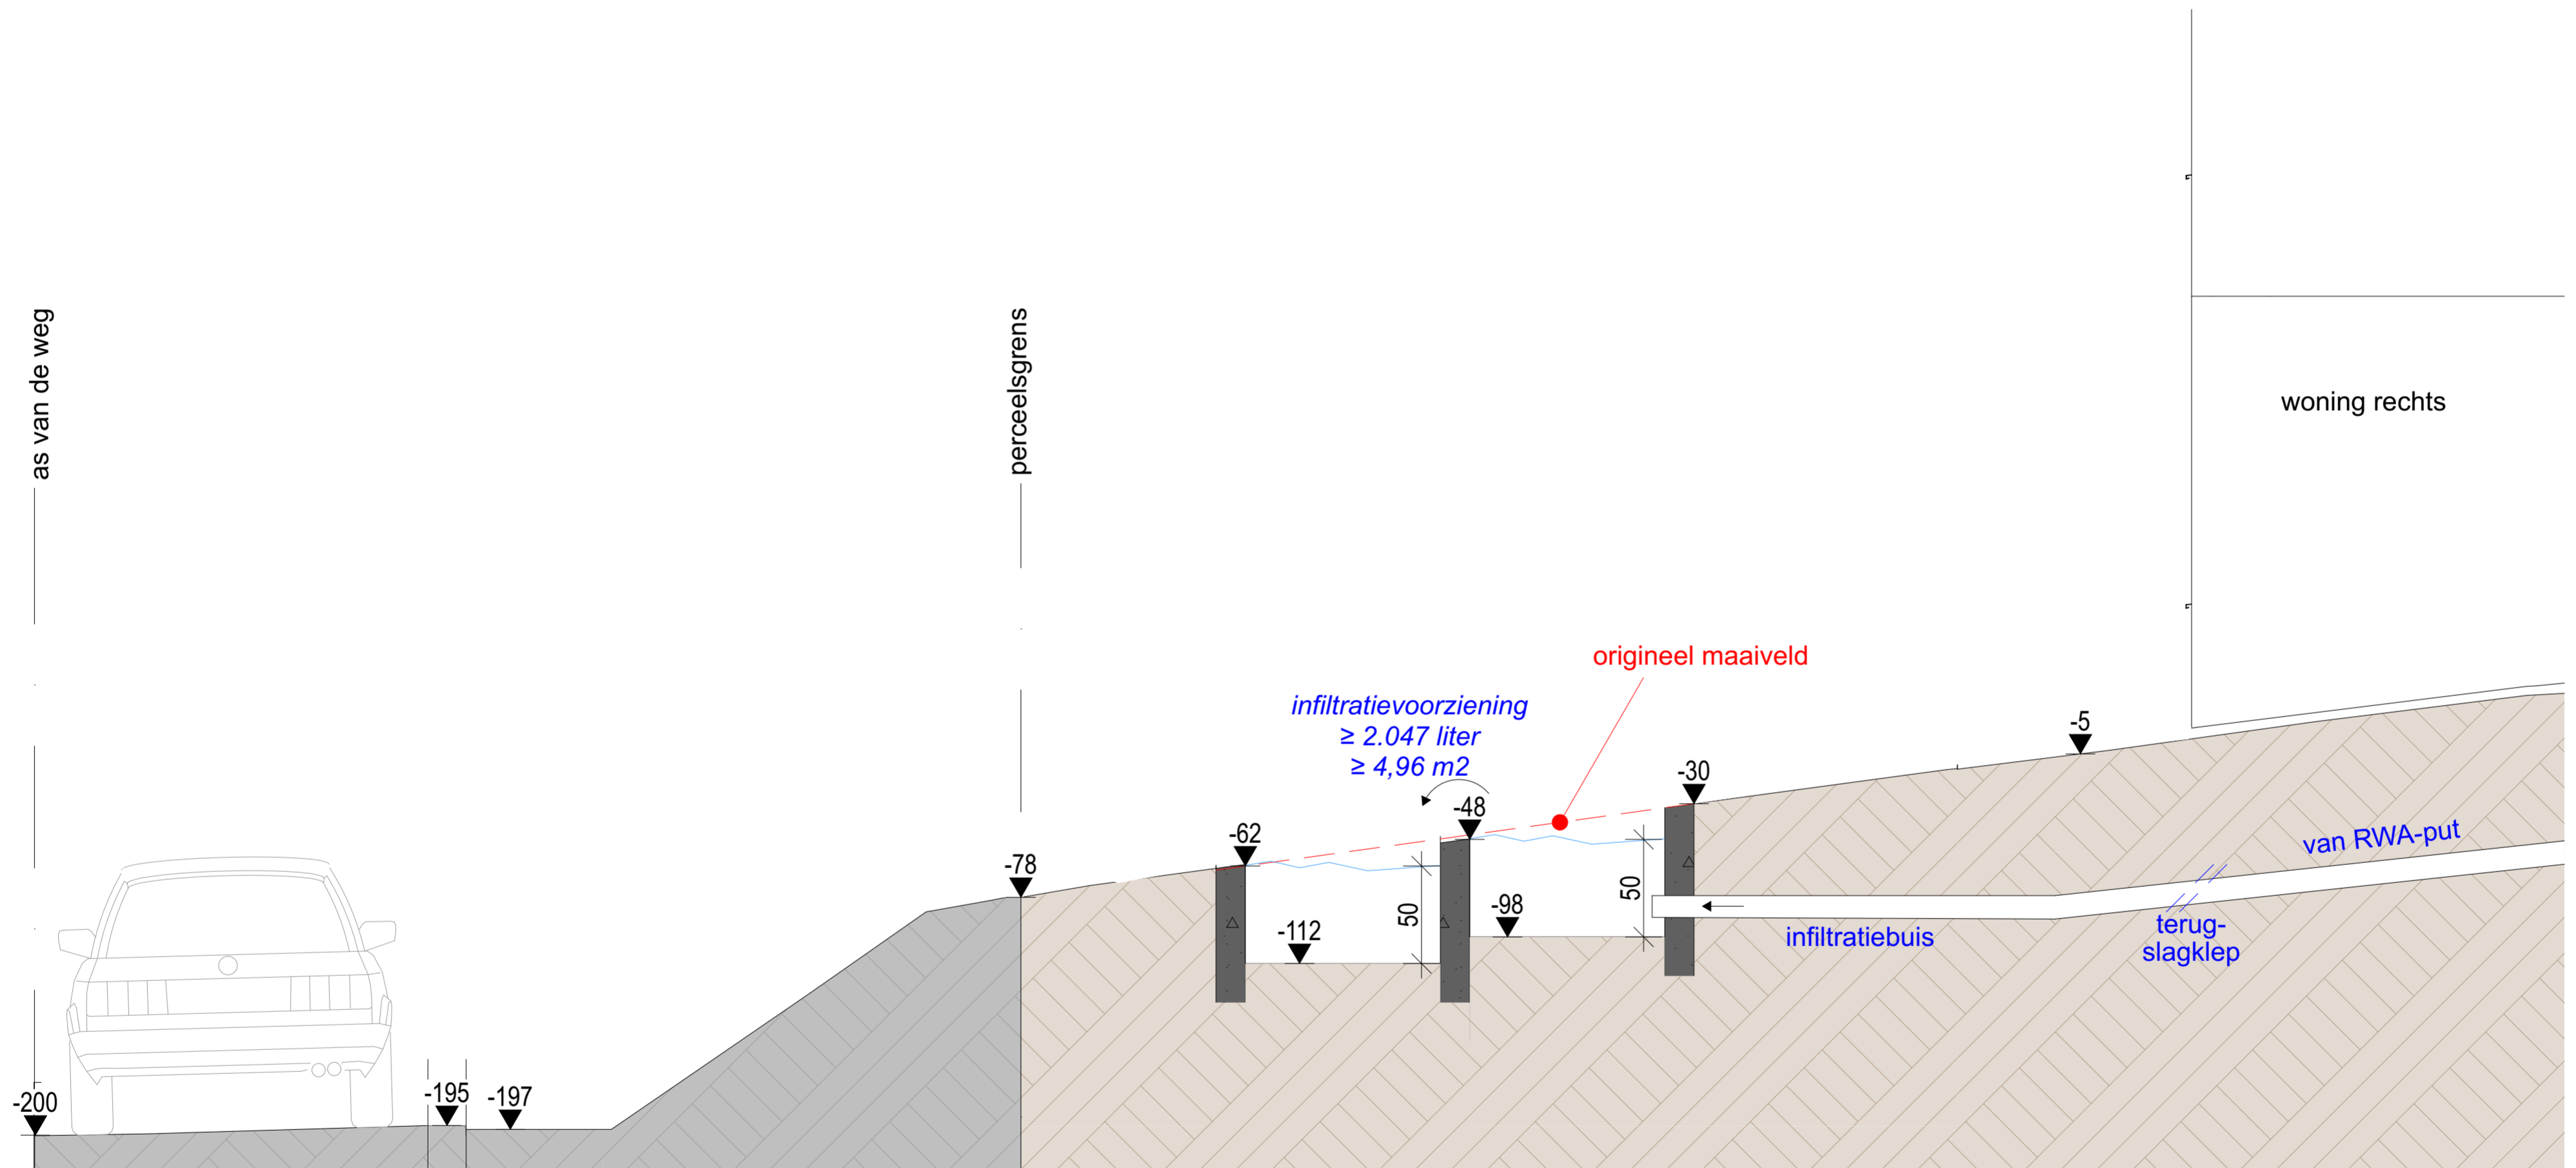 as van de weg
perceelsgrens
woning rechts
origineel maaiveld
infiltratievoorziening
≥ 2.047 liter
≥ 4,96 m2
-5
-30
-48
-62
-78
van RWA-put
50
50
-98
-112
infiltratiebuis
terug-
slagklep
-195
-197
-200